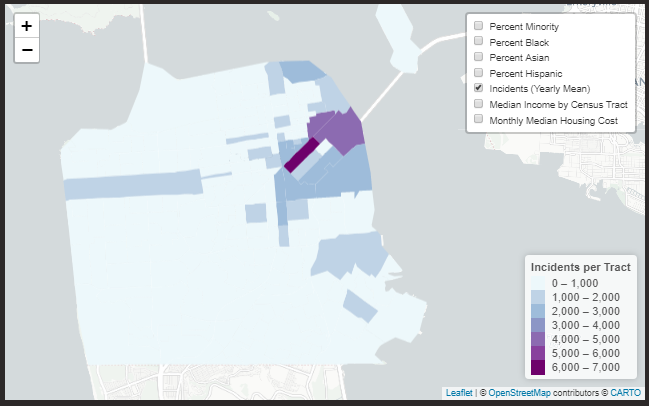 +
−
Percent Minority
Percent Black
Percent Asian
Percent Hispanic
Incidents (Yearly Mean)
Median Income by Census Tract
Monthly Median Housing Cost
Incidents per Tract
0 – 1,000
1,000 – 2,000
2,000 – 3,000
3,000 – 4,000
4,000 – 5,000
5,000 – 6,000
6,000 – 7,000
Leaflet | © OpenStreetMap contributors © CARTO